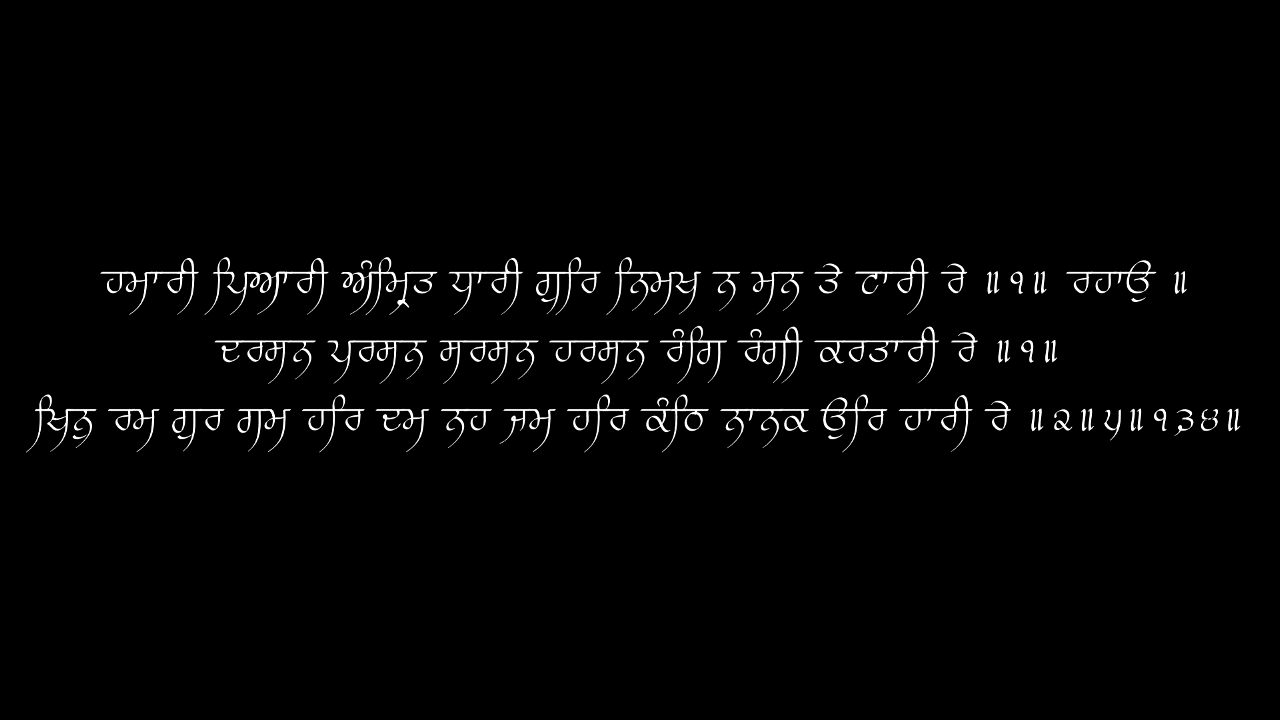 ਹਮਾਰੀ ਪਿਆਰੀ ਅੰਮ੍ਰਿਤ ਧਾਰੀ ਗੁਰਿ ਨਿਮਖ ਨ ਮਨ ਤੇ ਟਾਰੀ ਰੇ ॥੧॥ ਰਹਾਉ ॥
ਦਰਸਨ ਪਰਸਨ ਸਰਸਨ ਹਰਸਨ ਰੰਗਿ ਰੰਗੀ ਕਰਤਾਰੀ ਰੇ ॥੧॥
ਖਿਨੁ ਰਮ ਗੁਰ ਗਮ ਹਰਿ ਦਮ ਨਹ ਜਮ ਹਰਿ ਕੰਠਿ ਨਾਨਕ ਉਰਿ ਹਾਰੀ ਰੇ ॥੨॥੫॥੧੩੪॥